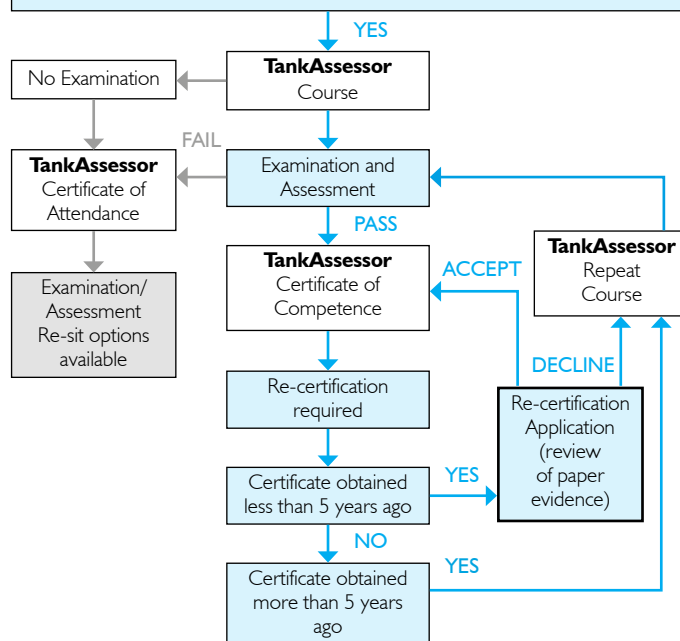 YES
TankAssessor
Course
No Examination
FAIL
TankAssessor
Certificate of
Attendance
Examination and
Assessment
PASS
Examination/
Assessment
Re-sit options
available
TankAssessor
Certificate of
Competence
ACCEPT
TankAssessor
Repeat
Course
DECLINE
Re-certification
required
Re-certification
Application
(review
of paper
evidence)
Certificate obtained
less than 5 years ago
YES
NO
Certificate obtained
more than 5 years
ago
YES